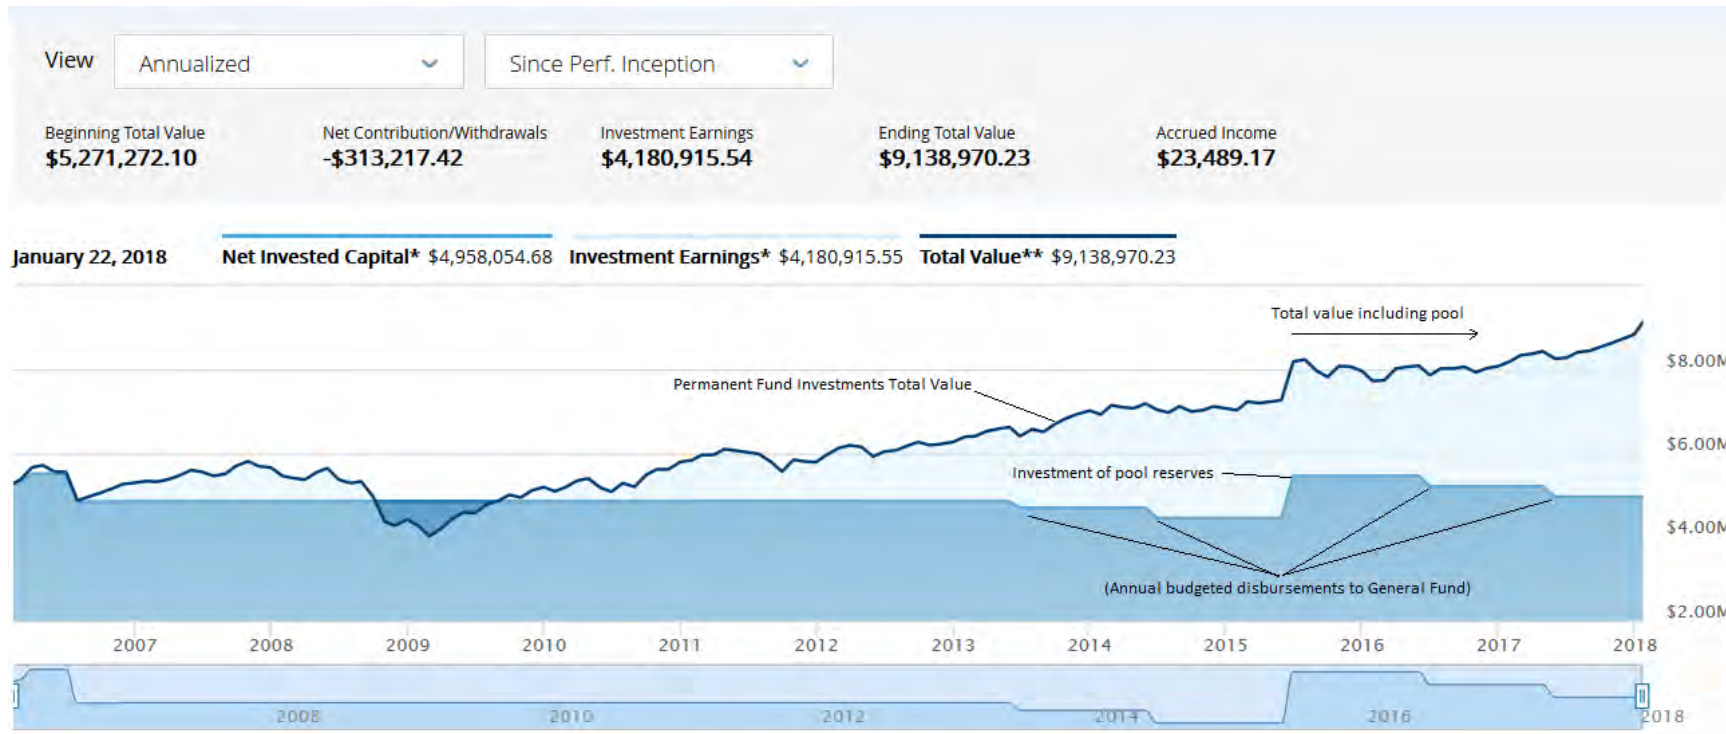 View Annualized Since Perf. Inception
Beginning Total Value Net Contribution/Withdrawals Investment Earnings Ending Total Value Accrued Income
$5,271,272.10 -$313,217.42 $4,180,915.54 $9,138,970.23 $23,489.17
January 22, 2018 Net Invested Capital* $4,958,054.68 Investment Earnings* $4,180,915.55 Total Value** $9,138,970.23
Total value including pool
$8.00M
Permanent Fund Investments Total Value
$6.00M
Investment of pool reserves
$4.00M
(Annual budgeted disbursements to General Fund)
$2.00M
2007 2008 2009 2010 2011 2012 2013 2014 2015 2016 2017 2018
2008 2010 2012 2014 2016 2018